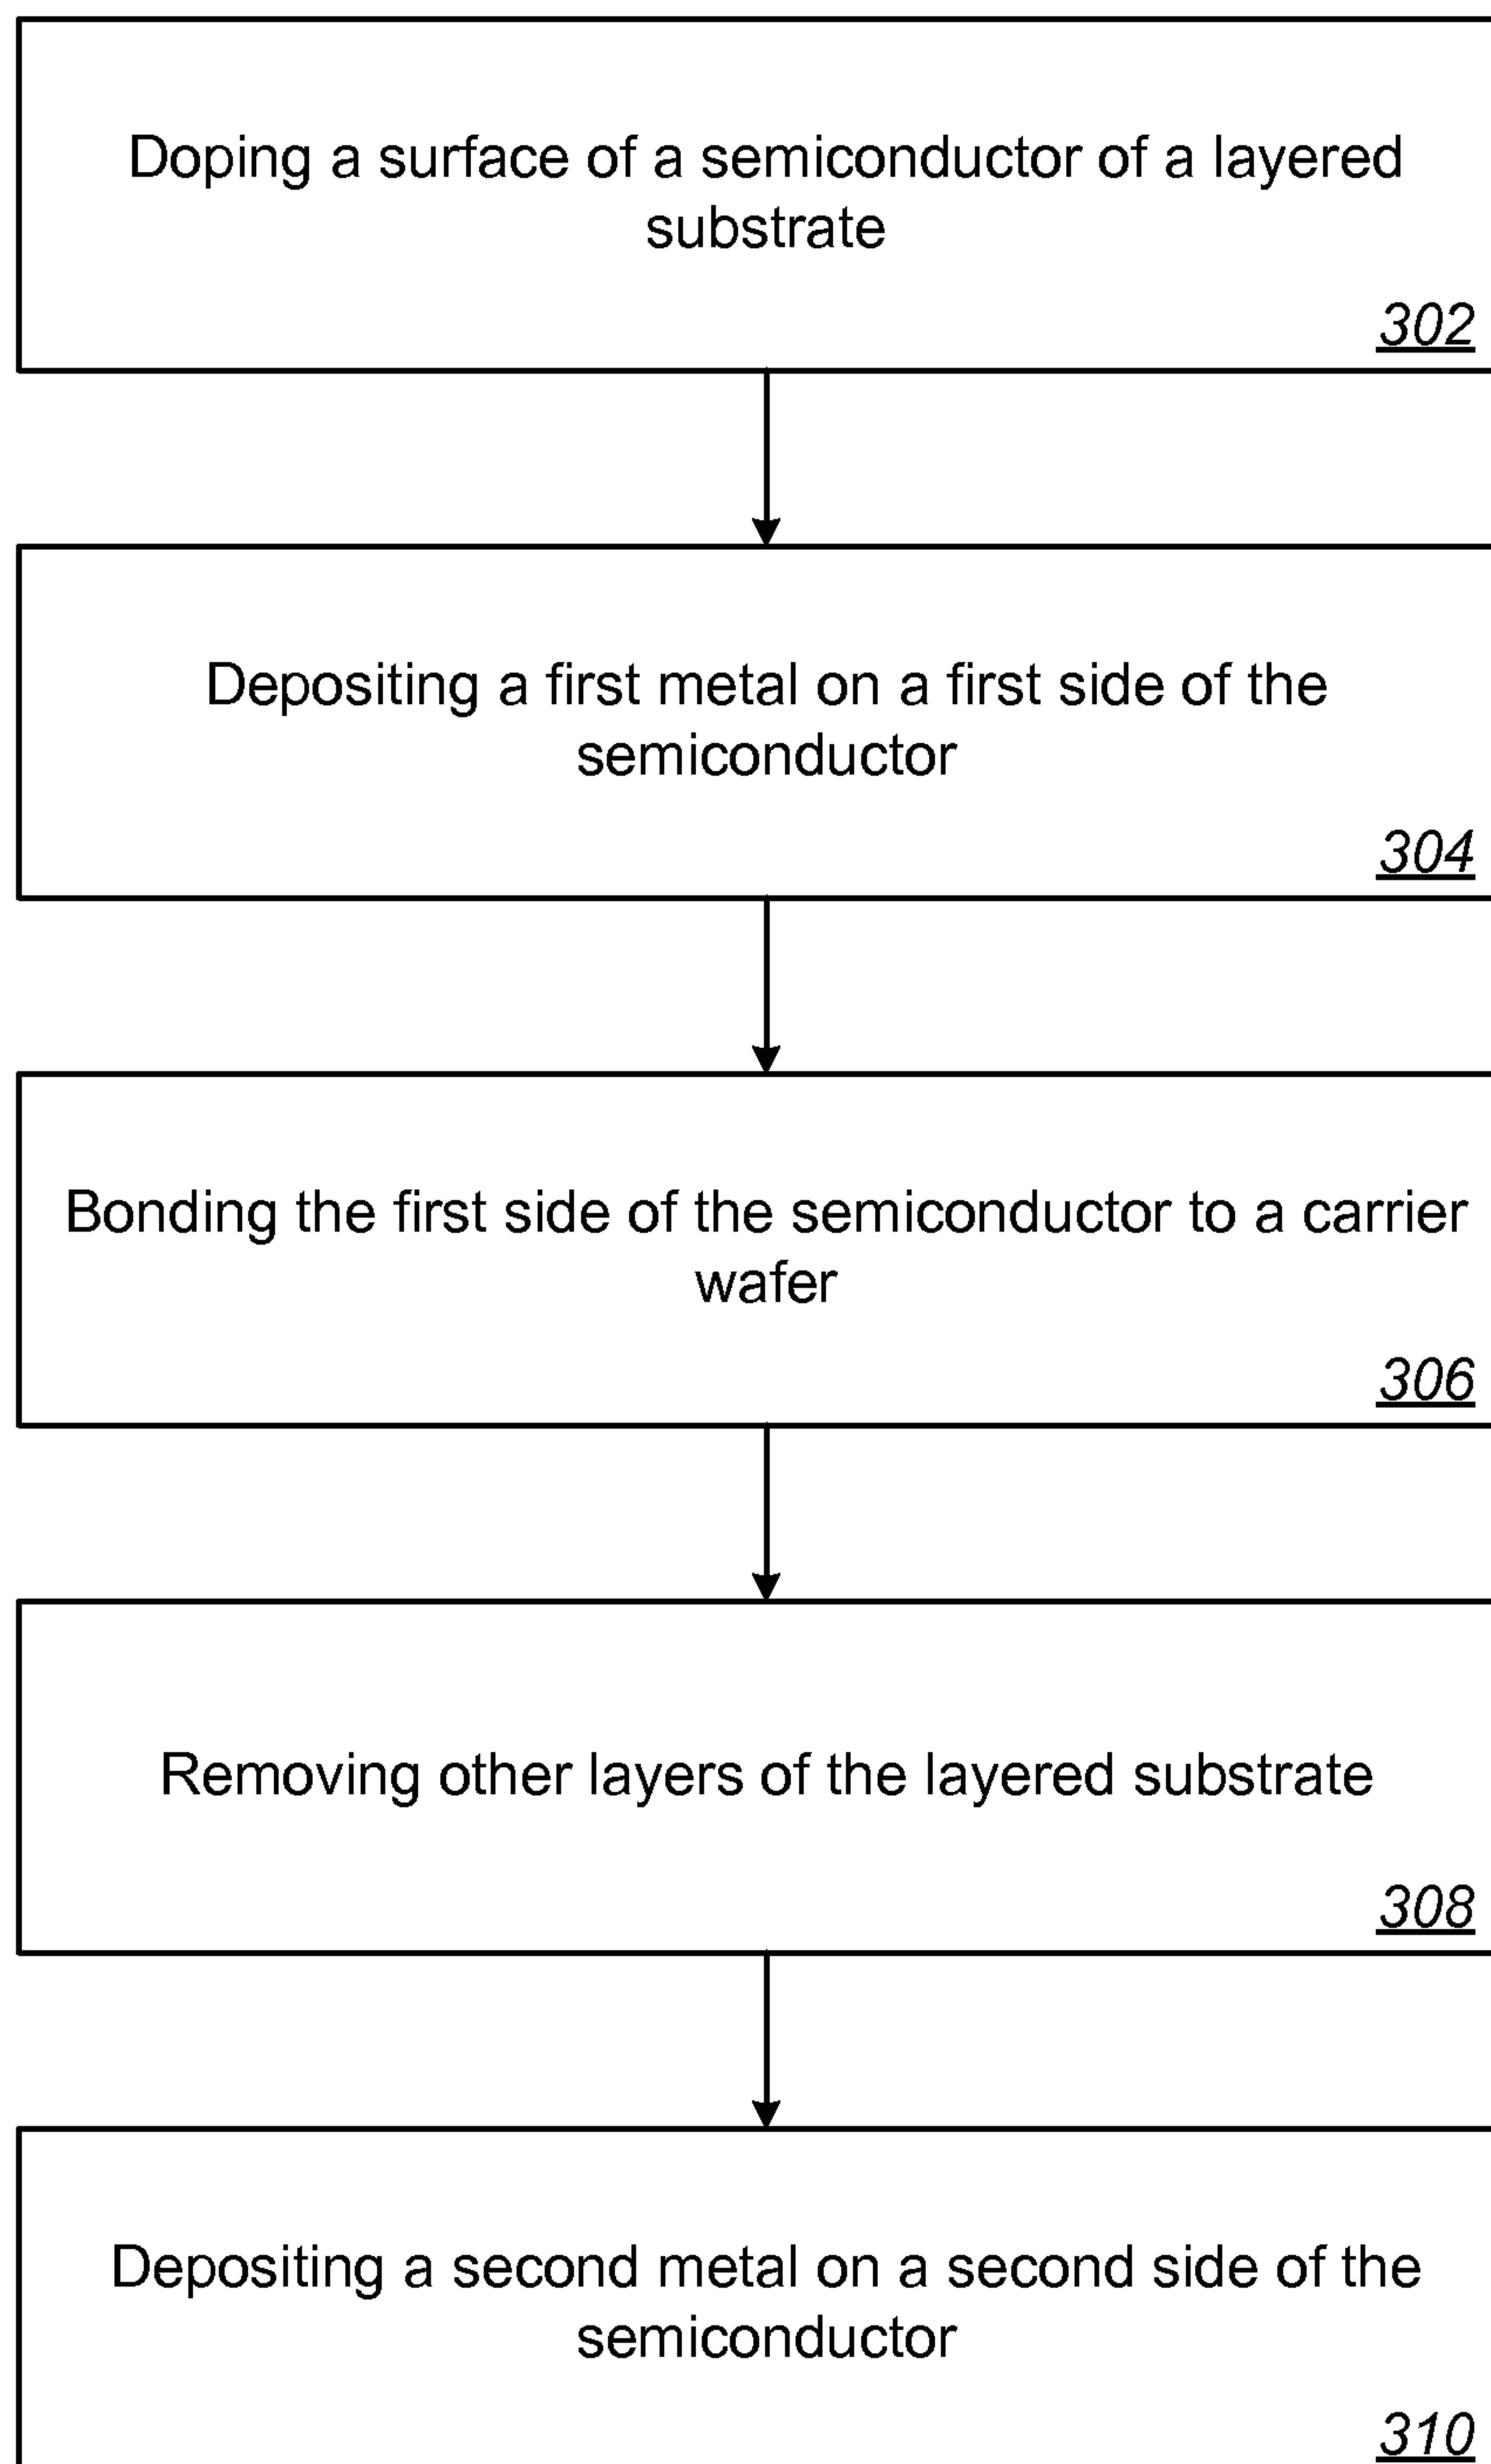 Doping a surface of a semiconductor of a layered
substrate
302
Depositing a first metal on a first side of the
semiconductor
304
Bonding the first side of the semiconductor to a carrier
wafer
306
Removing other layers of the layered substrate
308
Depositing a second metal on a second side of the
semiconductor
310